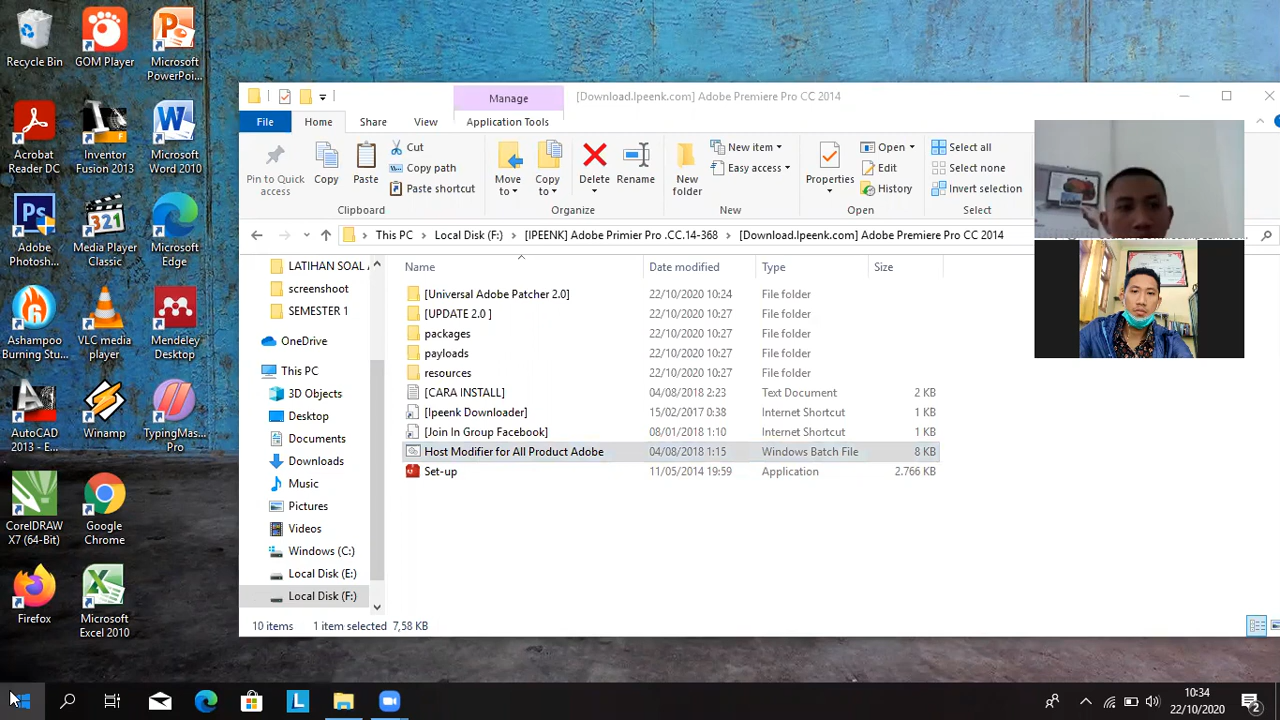 Recycle Bin
GOM Player
Microsoft
PowerPoi...
Acrobat
Reader DC
Inventor
Fusion 2013
Microsoft
Word 2010
Adobe
Photosh...
Media Player
Classic
Microsoft
Edge
Ashampoo
Burning Stu...
VLC media
player
Mendeley
Desktop
AutoCAD
2013 - E...
Winamp
TypingMas...
Pro
CorelDRAW
X7 (64-Bit)
Google
Chrome
Firefox
Microsoft
Excel 2010
Manage
[Download.Ipeenk.com] Adobe Premiere Pro CC 2014
File
Home
Share
View
Application Tools
Pin to Quick
access
Copy
Paste
Cut
Copy path
Paste shortcut
Clipboard
Move
to
Copy
to
Delete
Rename
Organize
New
folder
New item
Easy access
New
Properties
Open
Edit
History
Open
Select all
Select none
Invert selection
Select
This PC
Local Disk (F:)
[IPEENK] Adobe Primier Pro .CC.14-368
[Download.Ipeenk.com] Adobe Premiere Pro CC 2014
LATIHAN SOAL
screenshoot
SEMESTER 1
OneDrive
This PC
3D Objects
Desktop
Documents
Downloads
Music
Pictures
Videos
Windows (C:)
Local Disk (E:)
Local Disk (F:)
Name Date modified Type Size
[Universal Adobe Patcher 2.0] 22/10/2020 10:24 File folder
[UPDATE 2.0 ] 22/10/2020 10:27 File folder
packages 22/10/2020 10:27 File folder
payloads 22/10/2020 10:27 File folder
resources 22/10/2020 10:27 File folder
[CARA INSTALL] 04/08/2018 2:23 Text Document 2 KB
[Ipeenk Downloader] 15/02/2017 0:38 Internet Shortcut 1 KB
[Join In Group Facebook] 08/01/2018 1:10 Internet Shortcut 1 KB
Host Modifier for All Product Adobe 04/08/2018 1:15 Windows Batch File 8 KB
Set-up 11/05/2014 19:59 Application 2.766 KB
10 items 1 item selected 7,58 KB
10:34
22/10/2020
2